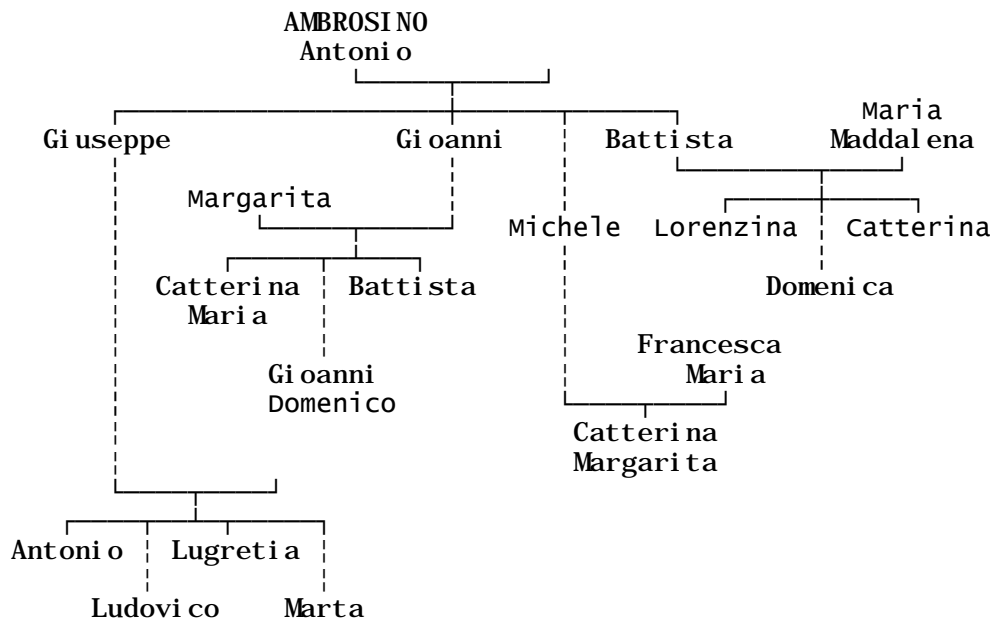 AMBROSINO
Antonio
Maria
Giuseppe Gioanni Battista Maddalena
Margarita
Michele Lorenzina Catterina
Catterina Battista Domenica
Maria
Francesca
Gioanni Maria
Domenico
Catterina
Margarita
Antonio Lugretia
Ludovico Marta